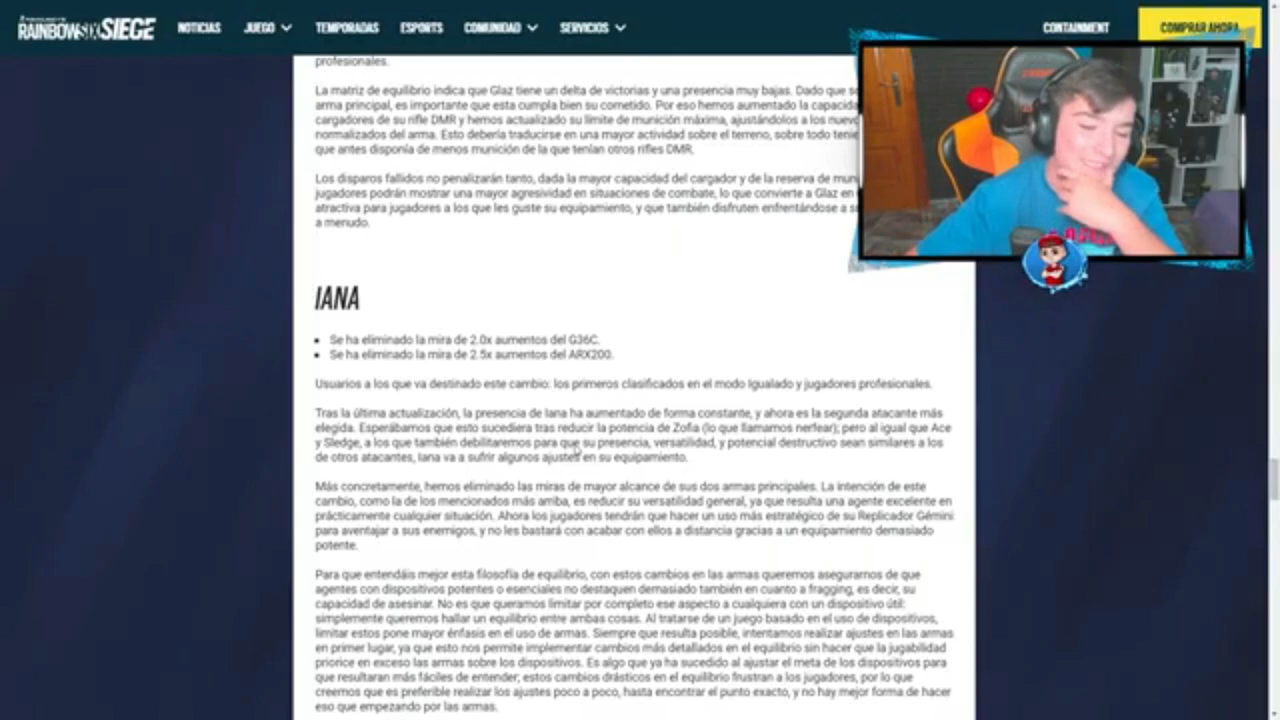 RAINBOWSIXSIEGE NOTICIAS JUEGO TEMPORADAS ESPORTS COMUNIDAD SERVICIOS CONTAINMENT COMPRAR AHORA
profesionales.
La matriz de equilibrio indica que Glaz tiene un delta de victorias y una presencia muy bajas. Dado que
arma principal, es importante que esta cumpla bien su cometido. Por eso hemos aumentado la capacida
cargadores de su rifle DMR y hemos actualizado su límite de munición máxima, ajustándolos a los nuevo
normalizados del arma. Esto debería traducirse en una mayor actividad sobre el terreno, sobre todo tenie
que antes disponía de menos munición de la que tenían otros rifles DMR.
Los disparos fallidos no penalizarán tanto, dada la mayor capacidad del cargador y de la reserva de muni
jugadores podrán mostrar una mayor agresividad en situaciones de combate, lo que convierte a Glaz en
atractiva para jugadores a los que les guste su equipamiento, y que también disfruten enfrentándose a
a menudo.
IANA
• Se ha eliminado la mira de 2.0x aumentos del G36C.
• Se ha eliminado la mira de 2.5x aumentos del ARX200.
Usuarios a los que va destinado este cambio: los primeros clasificados en el modo Igualado y jugadores profesionales.
Tras la última actualización, la presencia de Iana ha aumentado de forma constante, y ahora es la segunda atacante más
elegida. Esperábamos que esto sucediera tras reducir la potencia de Zofia (lo que llamamos nerfear); pero al igual que Ace
y Sledge, a los que también debilitaremos para que su presencia, versatilidad, y potencial destructivo sean similares a los
de otros atacantes, Iana va a sufrir algunos ajustes en su equipamiento.
Más concretamente, hemos eliminado las miras de mayor alcance de sus dos armas principales. La intención de este
cambio, como la de los mencionados más arriba, es reducir su versatilidad general, ya que resulta una agente excelente en
prácticamente cualquier situación. Ahora los jugadores tendrán que hacer un uso más estratégico de su Replicador Gémini
para aventajar a sus enemigos, y no les bastará con acabar con ellos a distancia gracias a un equipamiento demasiado
potente.
Para que entendáis mejor esta filosofía de equilibrio, con estos cambios en las armas queremos asegurarnos de que
agentes con dispositivos potentes o esenciales no destaquen demasiado también en cuanto a fragging, es decir, su
capacidad de asesinar. No es que queramos limitar por completo ese aspecto a cualquiera con un dispositivo útil:
simplemente queremos hallar un equilibrio entre ambas cosas. Al tratarse de un juego basado en el uso de dispositivos,
limitar estos pone mayor énfasis en el uso de armas. Siempre que resulta posible, intentamos realizar ajustes en las armas
en primer lugar, ya que esto nos permite implementar cambios más detallados en el equilibrio sin hacer que la jugabilidad
priorice en exceso las armas sobre los dispositivos. Es algo que ya ha sucedido al ajustar el meta de los dispositivos para
que resultaran más fáciles de entender; estos cambios drásticos en el equilibrio frustran a los jugadores, por lo que
creemos que es preferible realizar los ajustes poco a poco, hasta encontrar el punto exacto, y no hay mejor forma de hacer
eso que empezando por las armas.